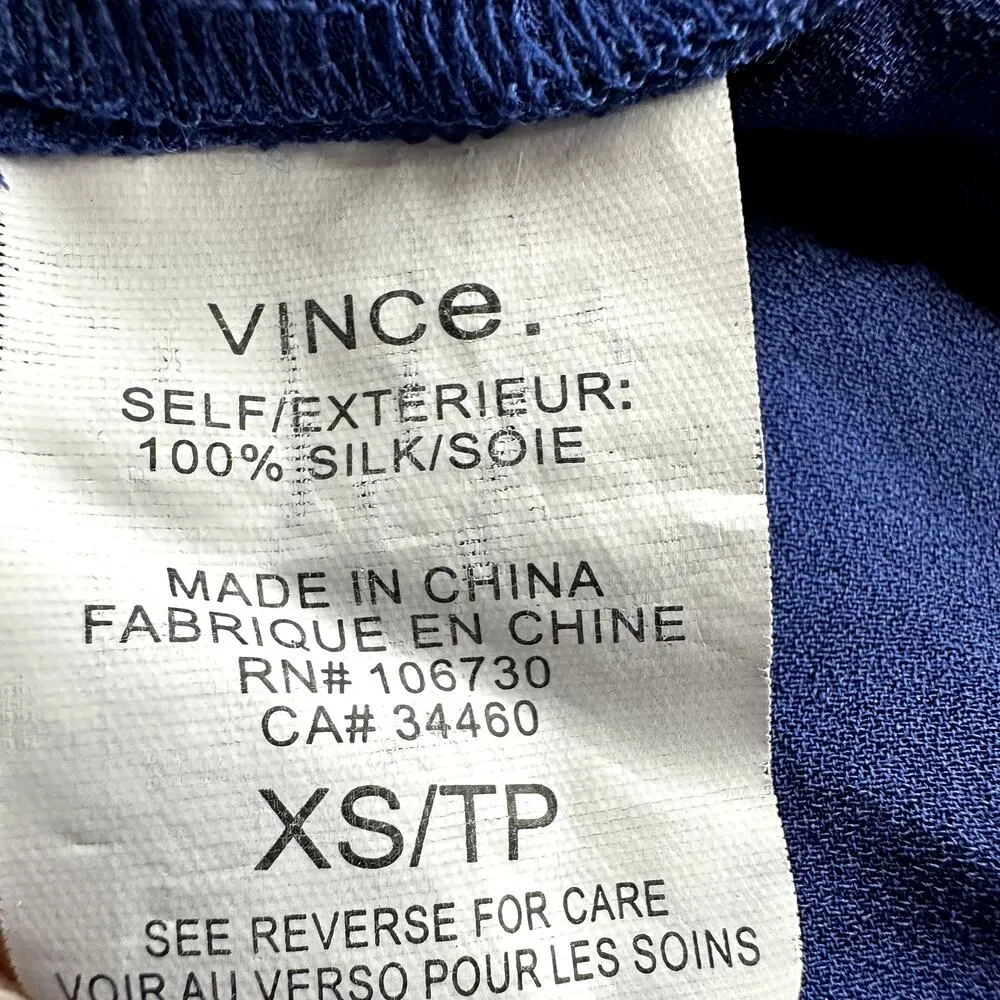 VINCe.
SELF/EXTÉRIEUR:
100% SILK/SOIE
MADE IN CHINA
FABRIQUE EN CHINE
RN# 106730
CA# 34460
XS/TP
SEE REVERSE FOR CARE
VOIR AU VERSO POUR LES SOINS